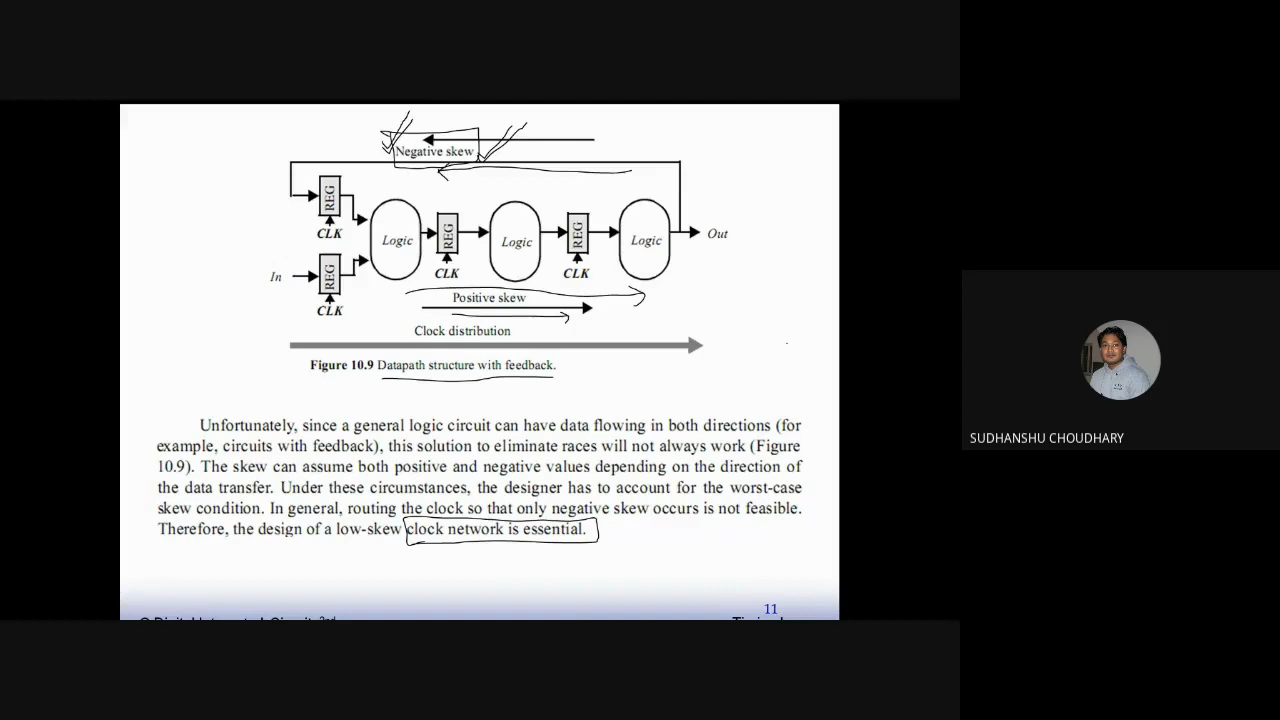 Negative skew
REG
CLK
Logic
REG
CLK
Logic
REG
CLK
Logic
Out
In
REG
CLK
Positive skew
Clock distribution
Figure 10.9 Datapath structure with feedback.
Unfortunately, since a general logic circuit can have data flowing in both directions (for
example, circuits with feedback), this solution to eliminate races will not always work (Figure
10.9). The skew can assume both positive and negative values depending on the direction of
the data transfer. Under these circumstances, the designer has to account for the worst-case
skew condition. In general, routing the clock so that only negative skew occurs is not feasible.
Therefore, the design of a low-skew clock network is essential.
11
SUDHANSHU CHOUDHARY